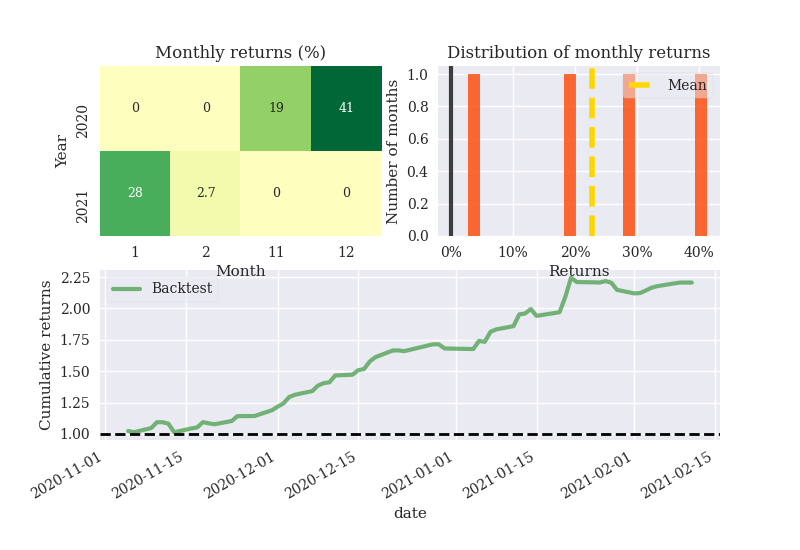 Monthly returns (%)
Year
2020
2021
0 0 19 41
28 2.7 0 0
1 2 11 12
Month
Distribution of monthly returns
Number of months
1.0
0.8
0.6
0.4
0.2
0.0
Mean
0% 10% 20% 30% 40%
Returns
Cumulative returns
2.25
2.00
1.75
1.50
1.25
1.00
Backtest
2020-11-01 2020-11-15 2020-12-01 2020-12-15 2021-01-01 2021-01-15 2021-02-01 2021-02-15
date